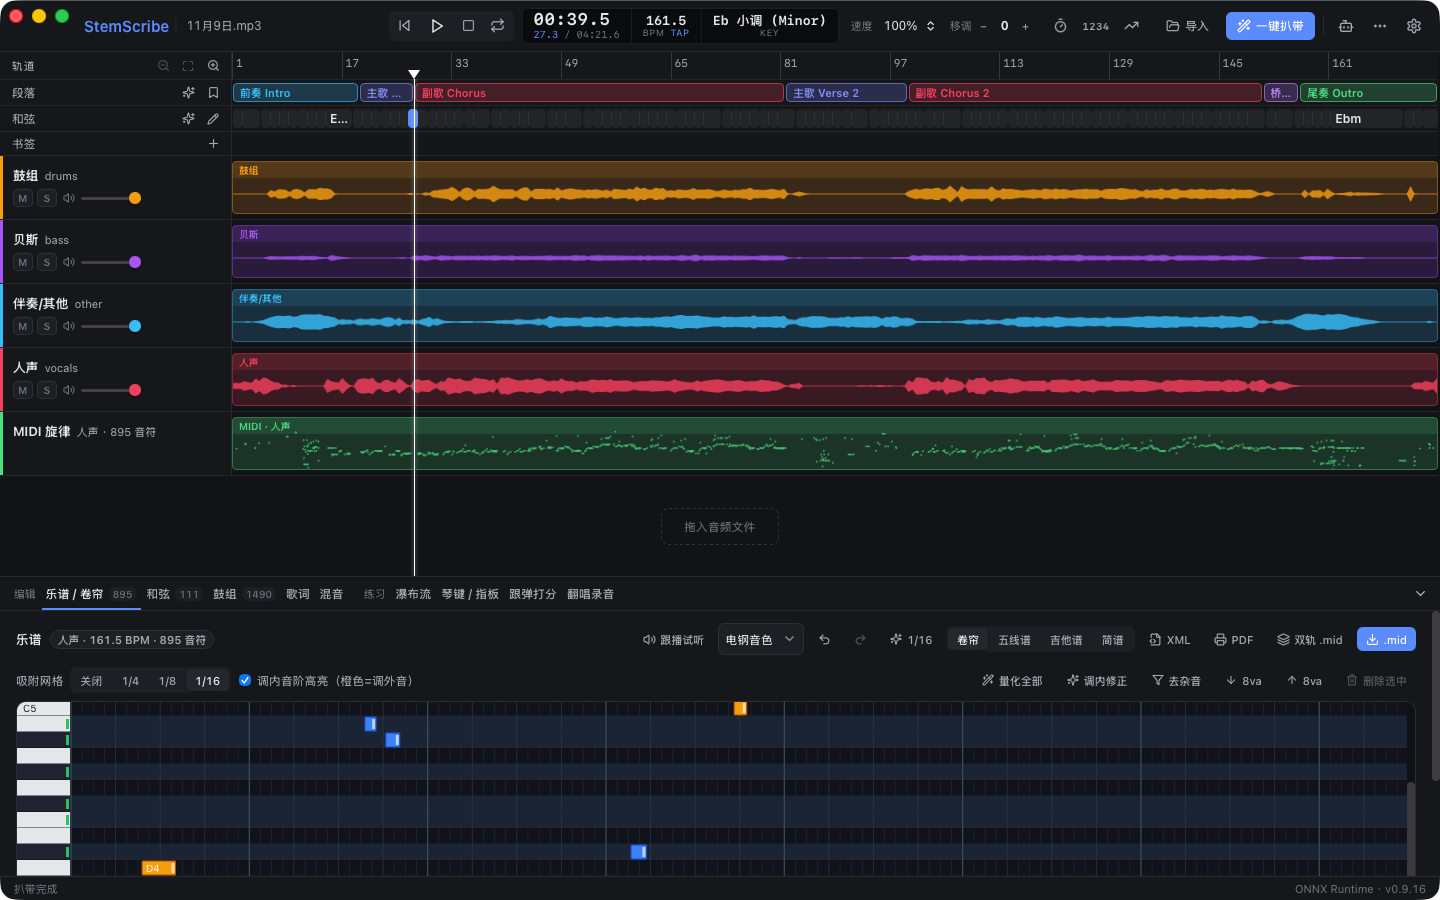 StemScribe 11月9日.mp3 00:39.5 27.3 / 04:21.6 161.5 BPM TAP Eb 小调 (Minor) KEY 速度 100% 移调 − 0 + 1234 导入 一键扒带
轨道 1 17 33 49 65 81 97 113 129 145 161
段落 前奏 Intro 主歌 ... 副歌 Chorus 主歌 Verse 2 副歌 Chorus 2 桥... 尾奏 Outro
和弦 E... Ebm
书签 +
鼓组 drums 鼓组
M S
贝斯 bass 贝斯
M S
伴奏/其他 other 伴奏/其他
M S
人声 vocals 人声
M S
MIDI 旋律 人声 · 895 音符 MIDI · 人声
拖入音频文件
编辑 乐谱 / 卷帘 895 和弦 111 鼓组 1490 歌词 混音 练习 瀑布流 琴键 / 指板 跟弹打分 翻唱录音
乐谱 人声 · 161.5 BPM · 895 音符 跟播试听 电钢音色 1/16 卷帘 五线谱 吉他谱 简谱 XML PDF 双轨 .mid .mid
吸附网格 关闭 1/4 1/8 1/16 调内音阶高亮（橙色=调外音） 量化全部 调内修正 去杂音 8va 8va 删除选中
C5
D4
扒带完成 ONNX Runtime · v0.9.16